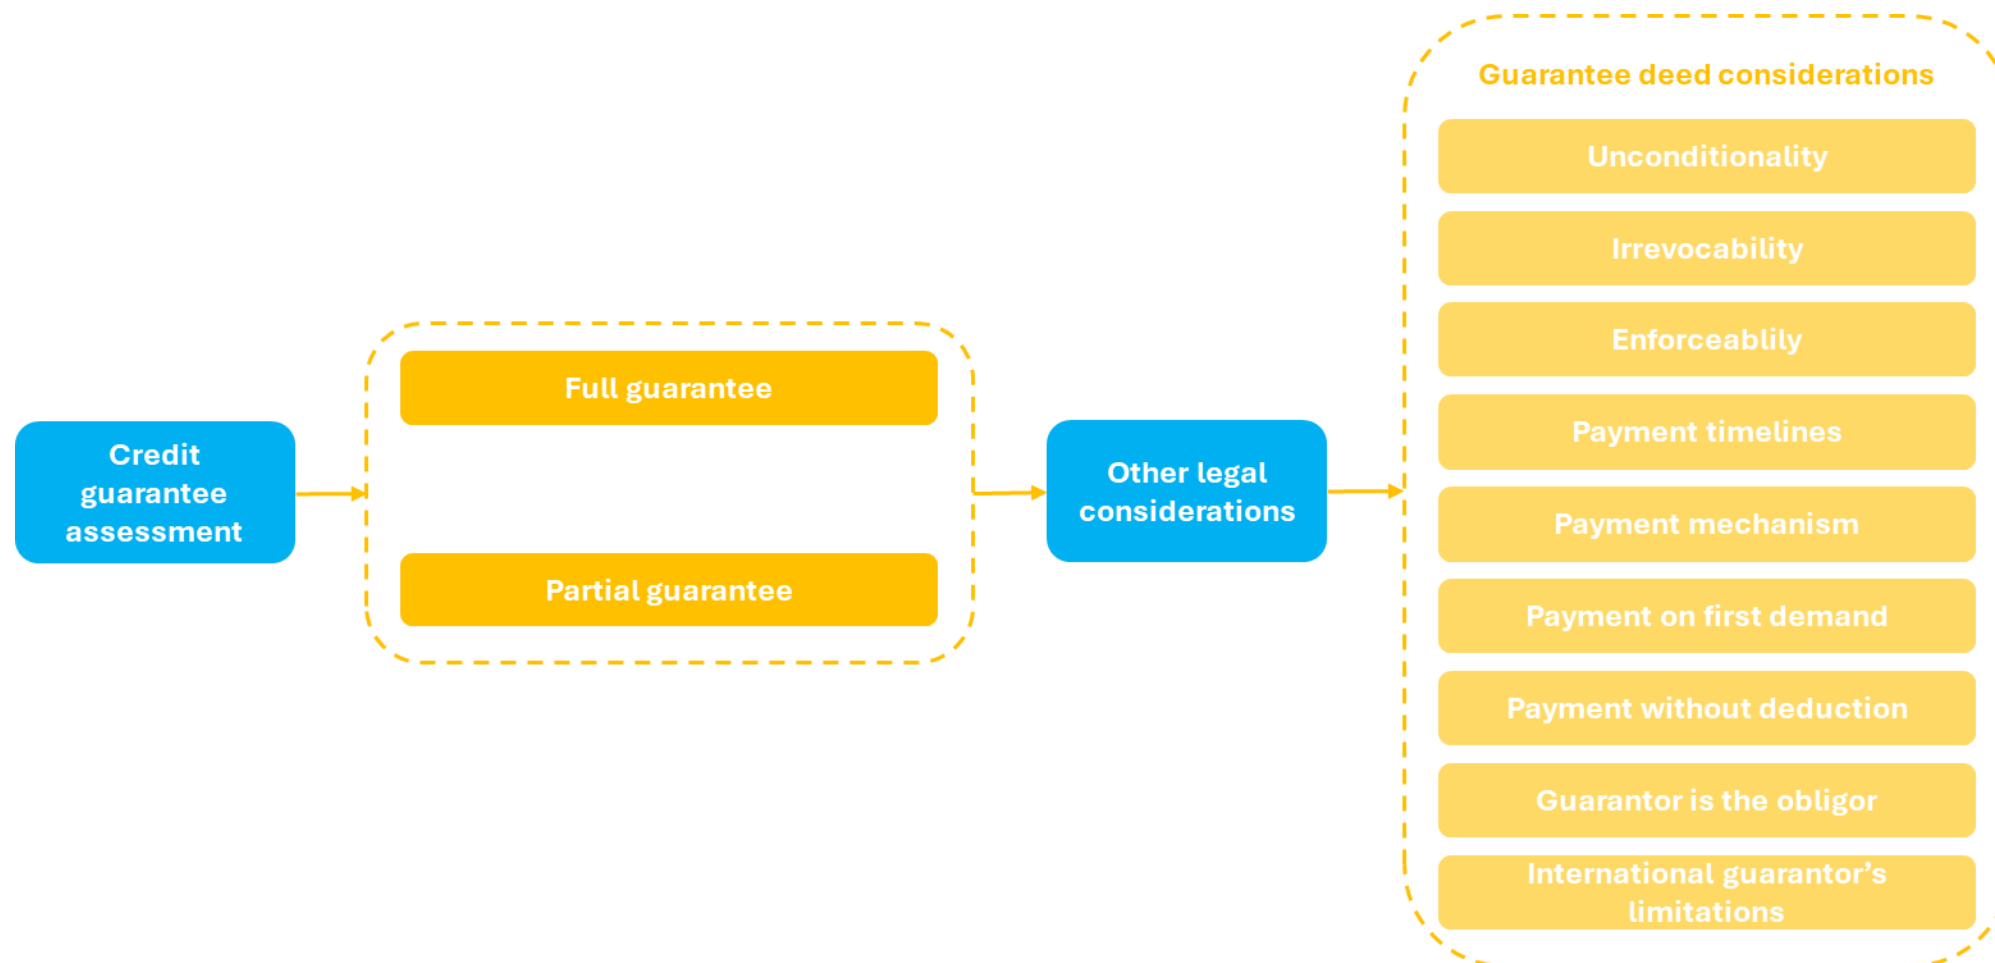 Credit
guarantee
assessment
Full guarantee
Partial guarantee
Other legal
considerations
Guarantee deed considerations
Unconditionality
Irrevocability
Enforceablily
Payment timelines
Payment mechanism
Payment on first demand
Payment without deduction
Guarantor is the obligor
International guarantor’s
limitations